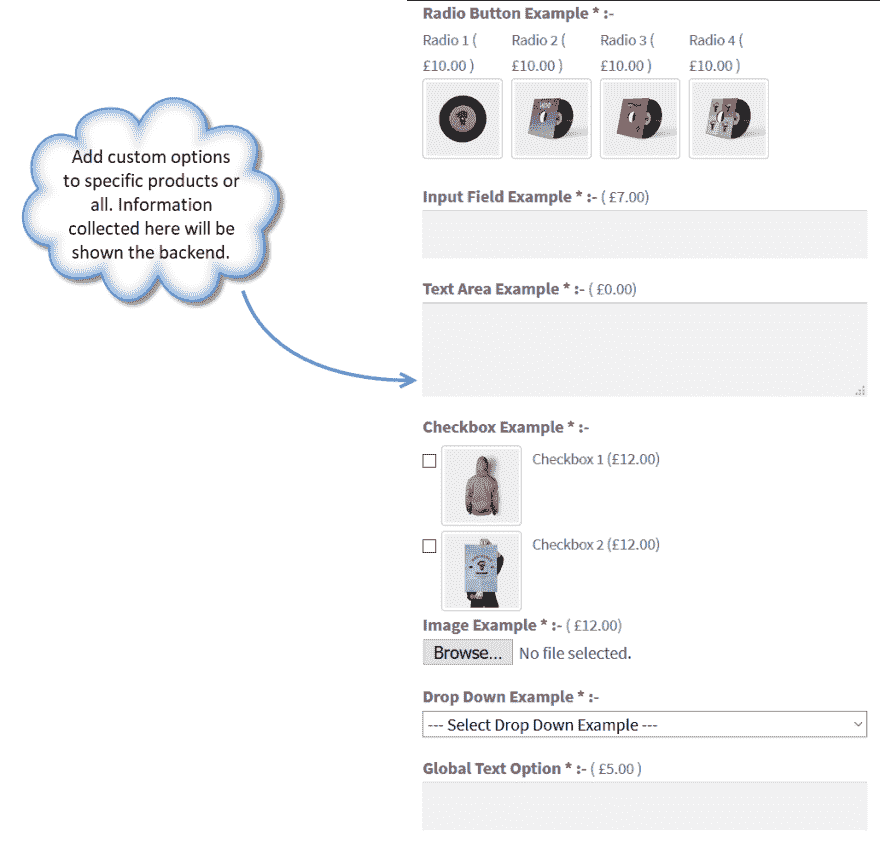 Radio Button Example * :-
Radio 1 ( £10.00 )
Radio 2 ( £10.00 )
Radio 3 ( £10.00 )
Radio 4 ( £10.00 )
Add custom options
to specific products or
all. Information
collected here will be
shown the backend.
Input Field Example * :- ( £7.00)
Text Area Example * :- ( £0.00)
Checkbox Example * :-
Checkbox 1 (£12.00)
Checkbox 2 (£12.00)
Image Example * :- ( £12.00)
Browse... No file selected.
Drop Down Example * :-
--- Select Drop Down Example ---
Global Text Option * :- ( £5.00 )